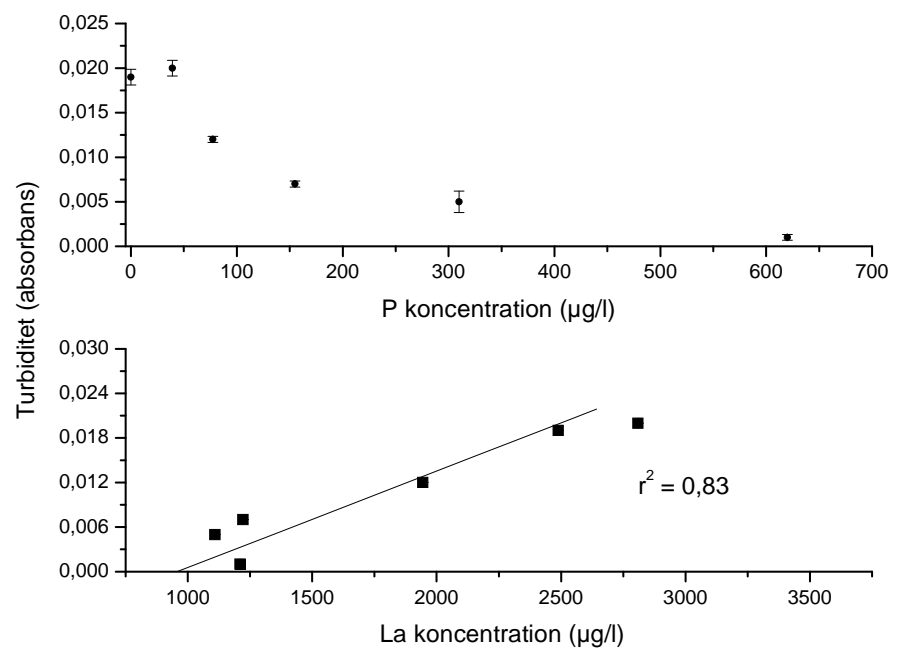 0,025
0,020
0,015
0,010
0,005
0,000
0 100 200 300 400 500 600 700
P koncentration (µg/l)
Turbiditet (absorbans)
0,030
0,024
0,018
0,012
0,006
0,000
r² = 0,83
1000 1500 2000 2500 3000 3500
La koncentration (µg/l)